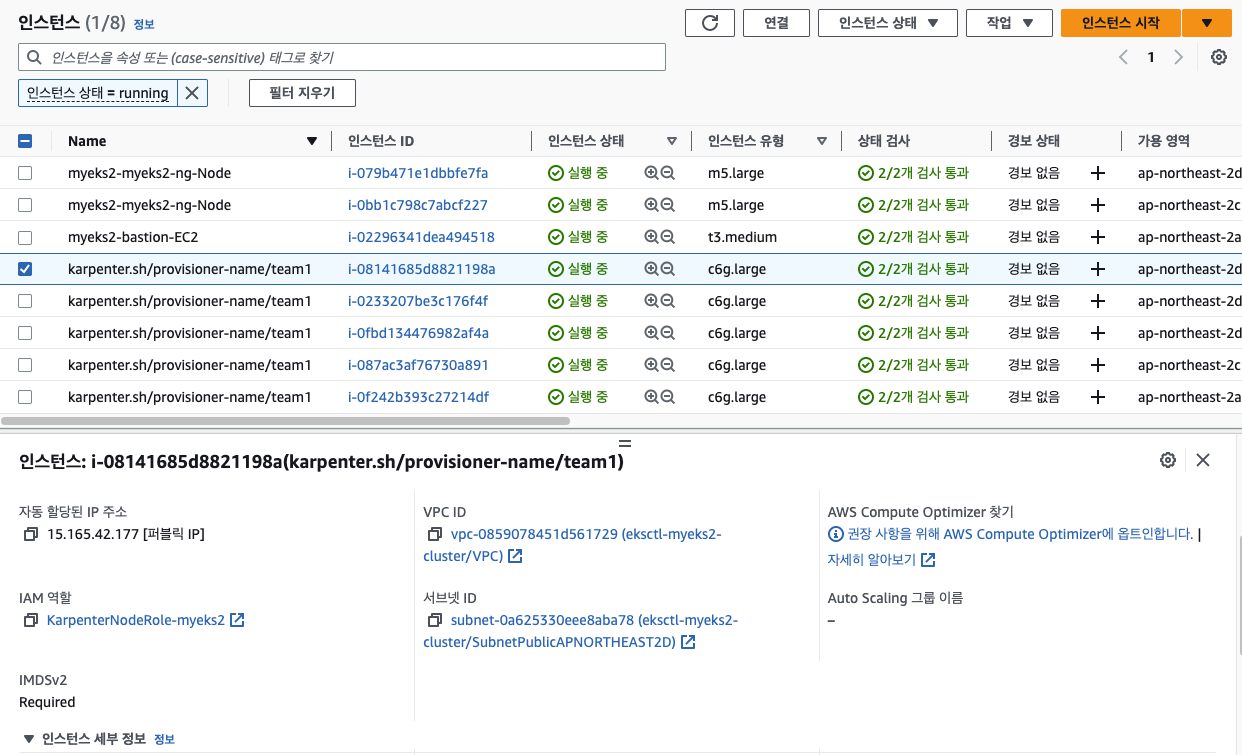 인스턴스 (1/8) 정보
연결
인스턴스 상태
작업
인스턴스 시작
인스턴스을 속성 또는 (case-sensitive) 태그로 찾기
1
인스턴스 상태 = running
필터 지우기
Name 인스턴스 ID 인스턴스 상태 인스턴스 유형 상태 검사 경보 상태 가용 영역
myeks2-myeks2-ng-Node i-079b471e1dbbfe7fa 실행 중 m5.large 2/2개 검사 통과 경보 없음 ap-northeast-2d
myeks2-myeks2-ng-Node i-0bb1c798c7abcf227 실행 중 m5.large 2/2개 검사 통과 경보 없음 ap-northeast-2c
myeks2-bastion-EC2 i-02296341dea494518 실행 중 t3.medium 2/2개 검사 통과 경보 없음 ap-northeast-2a
karpenter.sh/provisioner-name/team1 i-08141685d8821198a 실행 중 c6g.large 2/2개 검사 통과 경보 없음 ap-northeast-2d
karpenter.sh/provisioner-name/team1 i-0233207be3c176f4f 실행 중 c6g.large 2/2개 검사 통과 경보 없음 ap-northeast-2d
karpenter.sh/provisioner-name/team1 i-0fbd134476982af4a 실행 중 c6g.large 2/2개 검사 통과 경보 없음 ap-northeast-2d
karpenter.sh/provisioner-name/team1 i-087ac3af76730a891 실행 중 c6g.large 2/2개 검사 통과 경보 없음 ap-northeast-2c
karpenter.sh/provisioner-name/team1 i-0f242b393c27214df 실행 중 c6g.large 2/2개 검사 통과 경보 없음 ap-northeast-2a
인스턴스: i-08141685d8821198a(karpenter.sh/provisioner-name/team1)
자동 할당된 IP 주소
15.165.42.177 [퍼블릭 IP]
VPC ID
vpc-0859078451d561729 (eksctl-myeks2-
cluster/VPC)
AWS Compute Optimizer 찾기
권장 사항을 위해 AWS Compute Optimizer에 옵트인합니다. |
자세히 알아보기
IAM 역할
KarpenterNodeRole-myeks2
서브넷 ID
subnet-0a625330eee8aba78 (eksctl-myeks2-
cluster/SubnetPublicAPNORTHEAST2D)
Auto Scaling 그룹 이름
–
IMDSv2
Required
인스턴스 세부 정보 정보